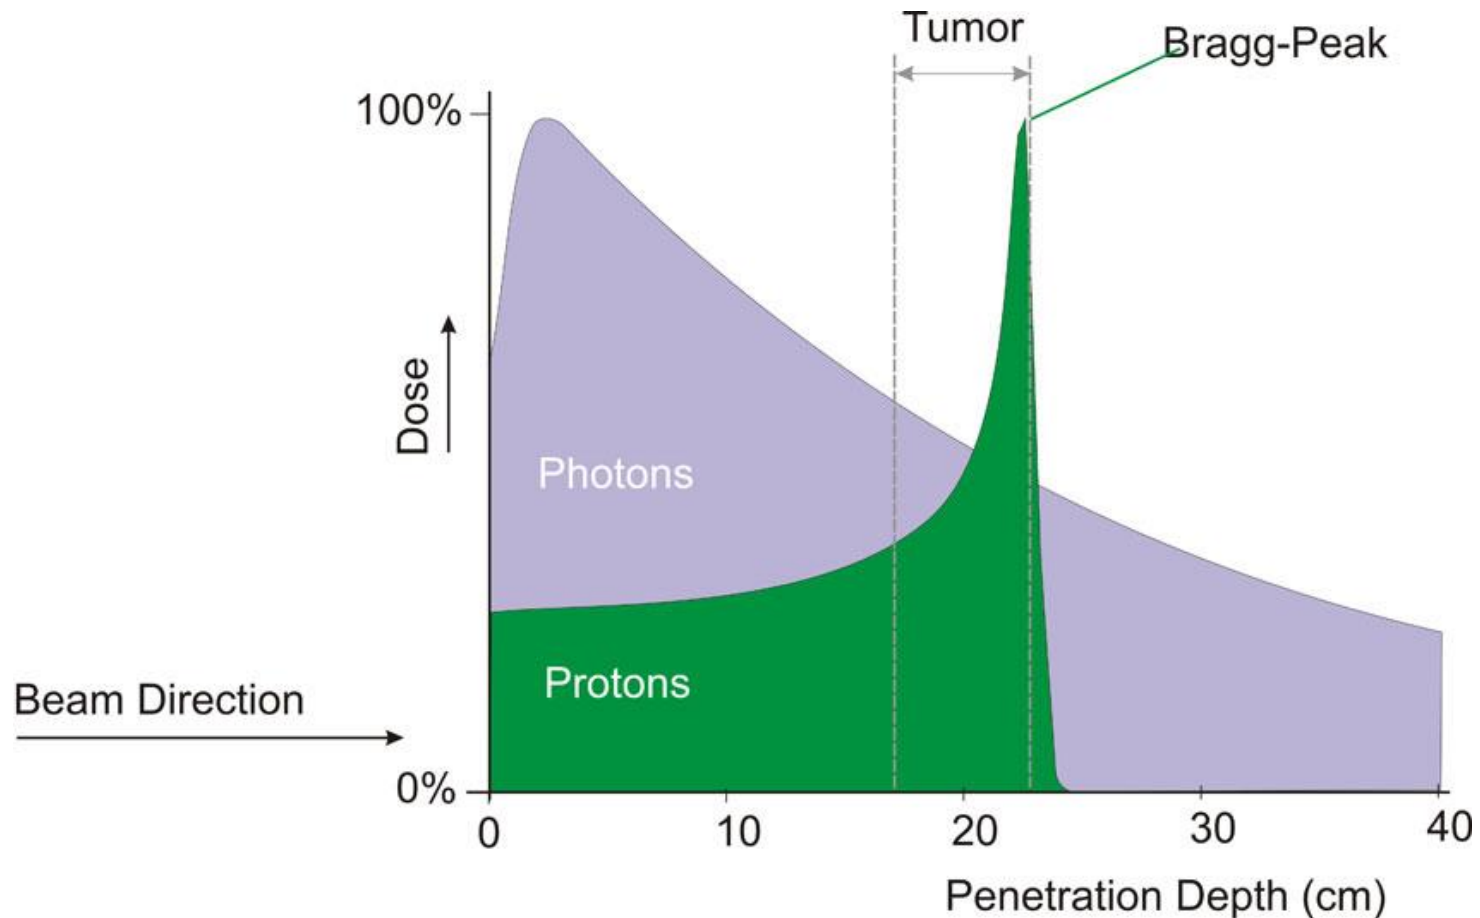 Tumor
Bragg-Peak
100%
Dose
Photons
Protons
Beam Direction
0%
0
10
20
30
40
Penetration Depth (cm)